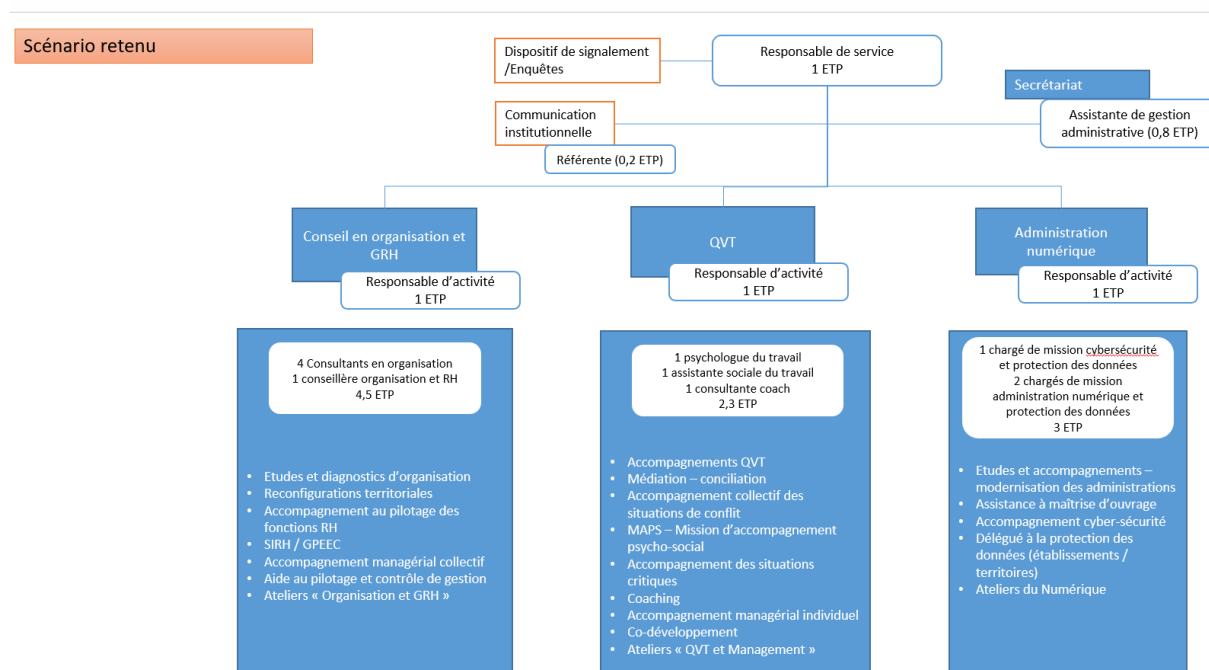 Scénario retenu
Dispositif de signalement
/Enquêtes
Responsable de service
1 ETP
Secrétariat
Assistante de gestion
administrative (0,8 ETP)
Communication
institutionnelle
Référente (0,2 ETP)
Conseil en organisation et
GRH
Responsable d’activité
1 ETP
QVT
Responsable d’activité
1 ETP
Administration
numérique
Responsable d’activité
1 ETP
4 Consultants en organisation
1 conseillère organisation et RH
4,5 ETP
• Etudes et diagnostics d’organisation
• Reconfigurations territoriales
• Accompagnement au pilotage des
fonctions RH
• SIRH / GPEEC
• Accompagnement managérial collectif
• Aide au pilotage et contrôle de gestion
• Ateliers « Organisation et GRH »
1 psychologue du travail
1 assistante sociale du travail
1 consultante coach
2,3 ETP
• Accompagnements QVT
• Médiation – conciliation
• Accompagnement collectif des
situations de conflit
• MAPS – Mission d’accompagnement
psycho-social
• Accompagnement des situations
critiques
• Coaching
• Accompagnement managérial individuel
• Co-développement
• Ateliers « QVT et Management »
1 chargé de mission cybersécurité
et protection des données
2 chargés de mission
administration numérique et
protection des données
3 ETP
• Etudes et accompagnements –
modernisation des administrations
• Assistance à maîtrise d’ouvrage
• Accompagnement cyber-sécurité
• Délégué à la protection des
données (établissements /
territoires)
• Ateliers du Numérique